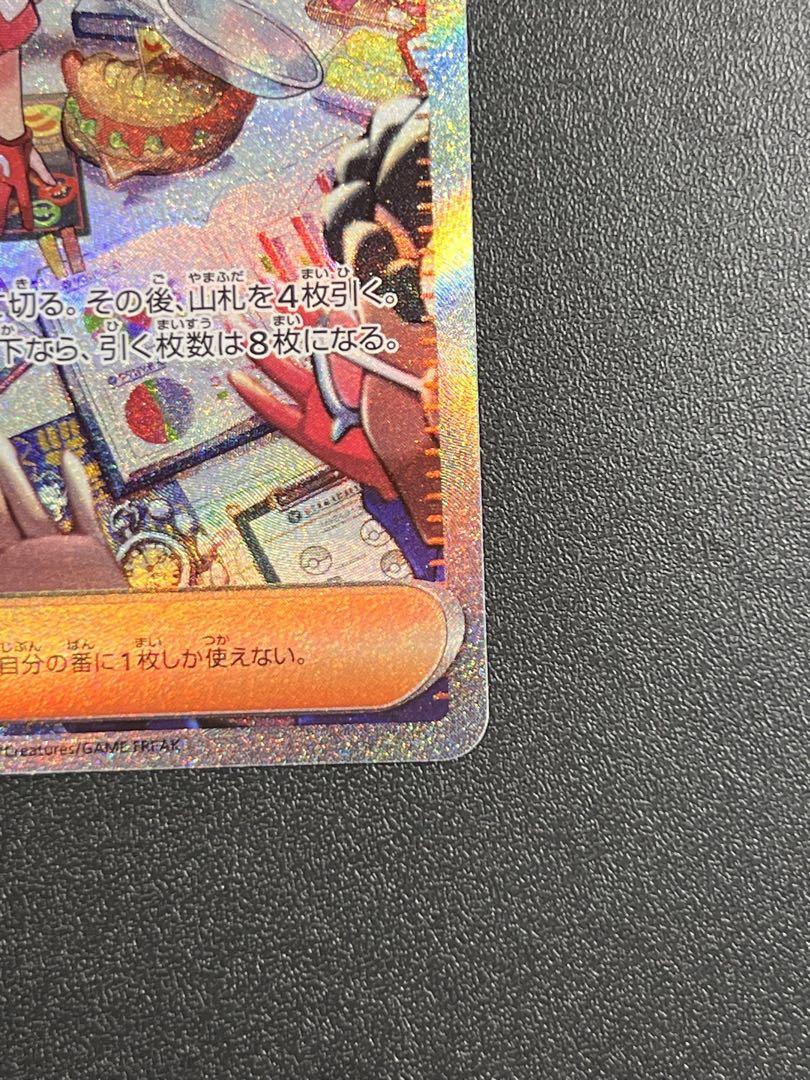 切る。その後、山札を4枚引く。
下なら、引く枚数は8枚になる。
自分の番に1枚しか使えない。
Creatures/GAME FREAK